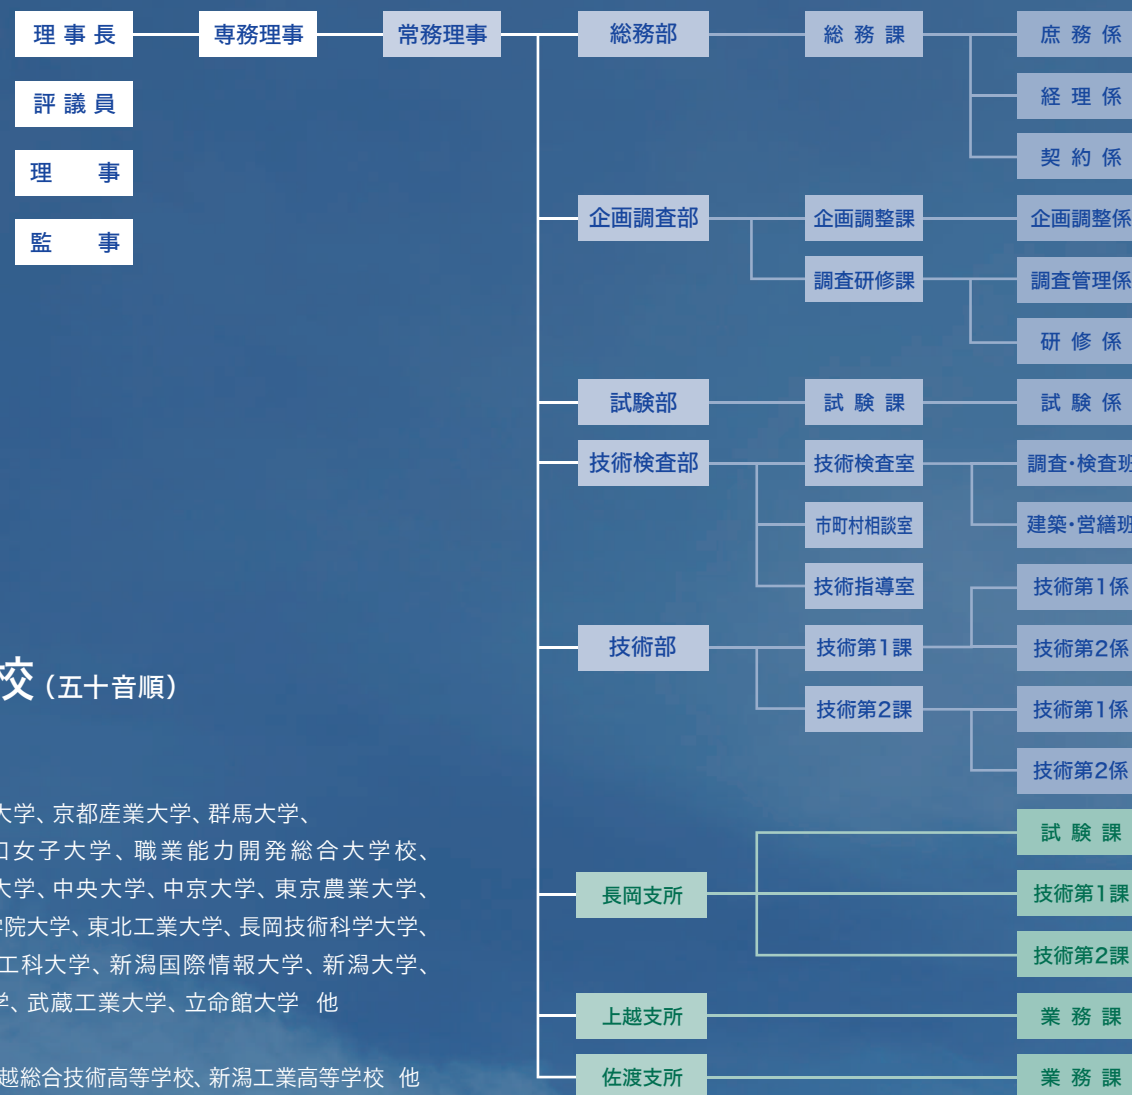 理事長 専務理事 常務理事 総務部 総務課 庶務係
評議員 経理係
理　事 契約係
監　事 企画調査部 企画調整課 企画調整係
調査研修課 調査管理係
研修係
試験部 試験課 試験係
技術検査部 技術検査室 調査・検査班
市町村相談室 建築・営繕班
技術指導室 技術第1係
技術部 技術第1課 技術第2係
技術第2課 技術第1係
技術第2係
試験課
長岡支所 技術第1課
技術第2課
上越支所 業務課
佐渡支所 業務課
校（五十音順）
大学、京都産業大学、群馬大学、
女子大学、職業能力開発総合大学校、
大学、中央大学、中京大学、東京農業大学、
学院大学、東北工業大学、長岡技術科学大学、
工科大学、新潟国際情報大学、新潟大学、
学、武蔵工業大学、立命館大学 他
越総合技術高等学校、新潟工業高等学校 他